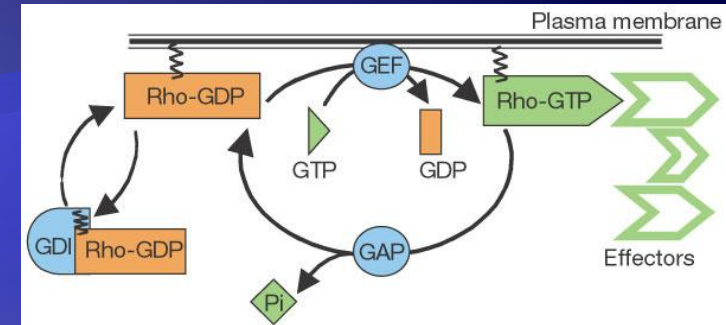 Plasma membrane
GEF
Rho-GDP
Rho-GTP
GTP
GDP
GDI
Rho-GDP
GAP
Effectors
Pi